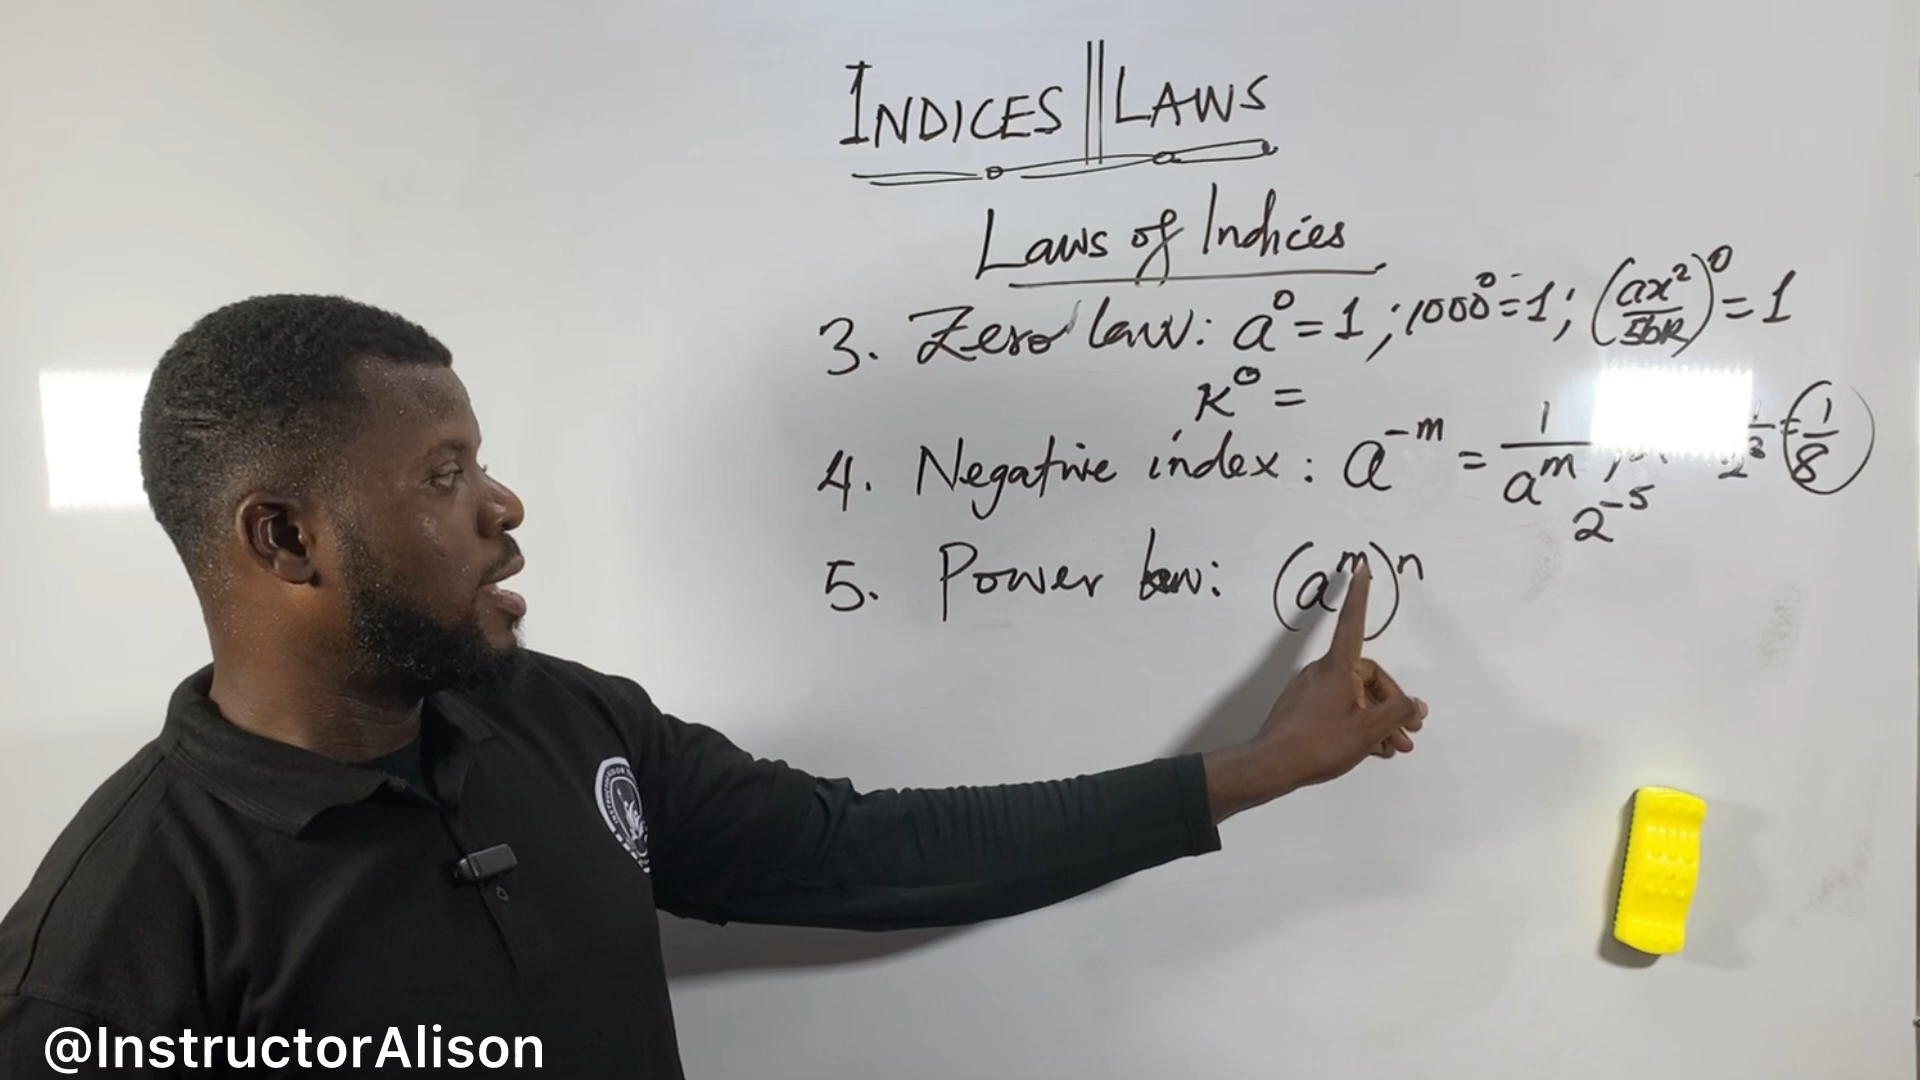 INDICES || LAWS
Laws of Indices
3. Zero law: a⁰ = 1 ; 1000⁰ = 1; (ax²/5bk)⁰ = 1
K⁰ =
4. Negative index: a⁻ᵐ = 1/aᵐ ; = 1/8
2⁻⁵
5. Power law: (aᵐ)ⁿ
@InstructorAlison